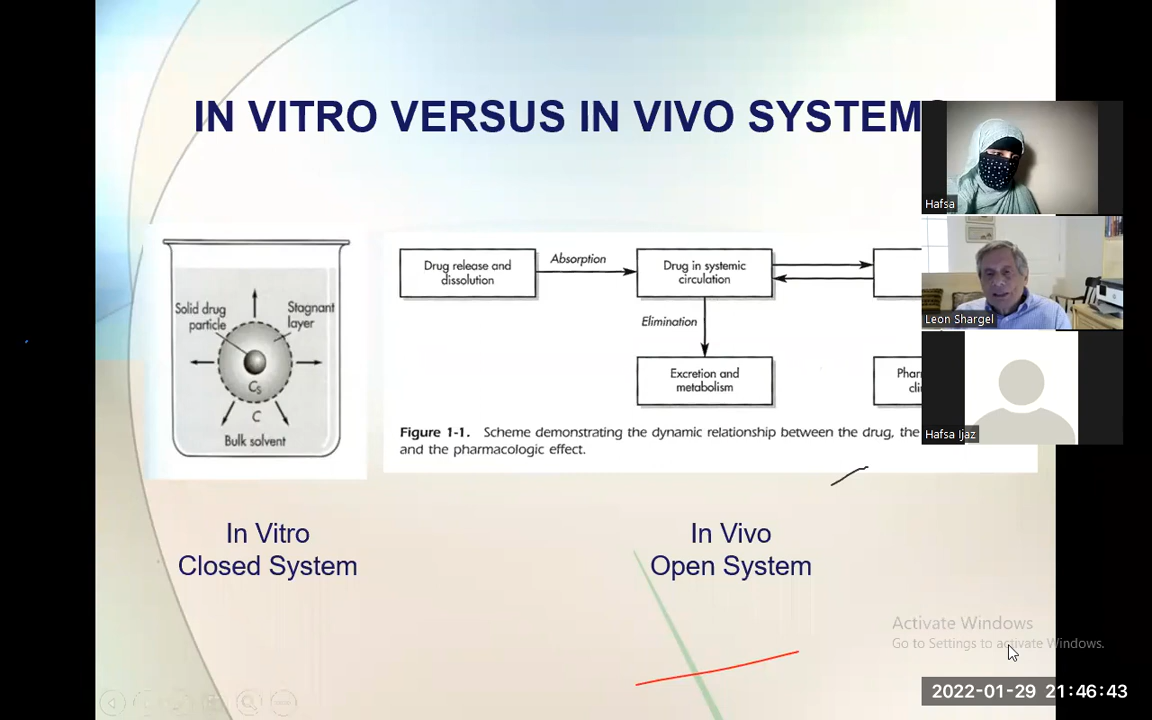 IN VITRO VERSUS IN VIVO SYSTEM
Hafsa
Leon Shargel
Hafsa Ijaz
Solid drug
particle
Stagnant
layer
Cs
C
Bulk solvent
Drug release and
dissolution
Absorption
Drug in systemic
circulation
Elimination
Excretion and
metabolism
Figure 1-1. Scheme demonstrating the dynamic relationship between the drug, the
and the pharmacologic effect.
In Vitro
Closed System
In Vivo
Open System
Activate Windows
Go to Settings to activate Windows.
2022-01-29 21:46:43